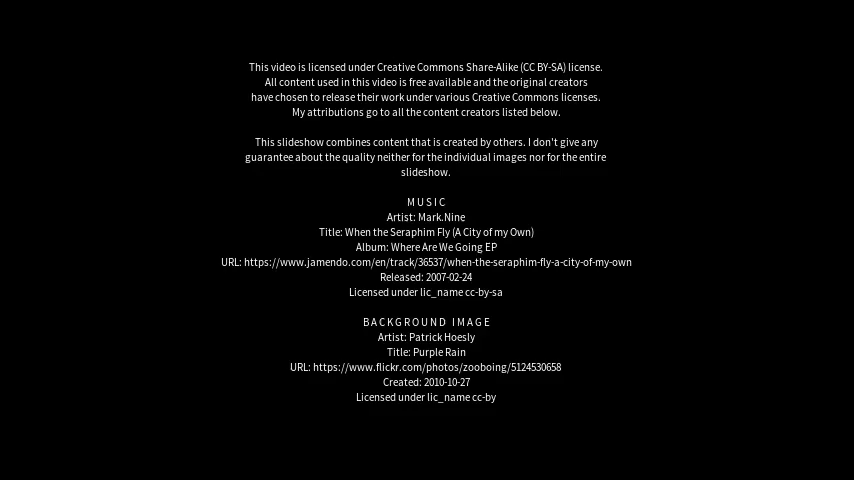 This video is licensed under Creative Commons Share-Alike (CC BY-SA) license.
All content used in this video is free available and the original creators
have chosen to release their work under various Creative Commons licenses.
My attributions go to all the content creators listed below.
This slideshow combines content that is created by others. I don't give any
guarantee about the quality neither for the individual images nor for the entire
slideshow.
MUSIC
Artist: Mark.Nine
Title: When the Seraphim Fly (A City of my Own)
Album: Where Are We Going EP
URL: https://www.jamendo.com/en/track/36537/when-the-seraphim-fly-a-city-of-my-own
Released: 2007-02-24
Licensed under lic_name cc-by-sa
BACKGROUND IMAGE
Artist: Patrick Hoesly
Title: Purple Rain
URL: https://www.flickr.com/photos/zooboing/5124530658
Created: 2010-10-27
Licensed under lic_name cc-by